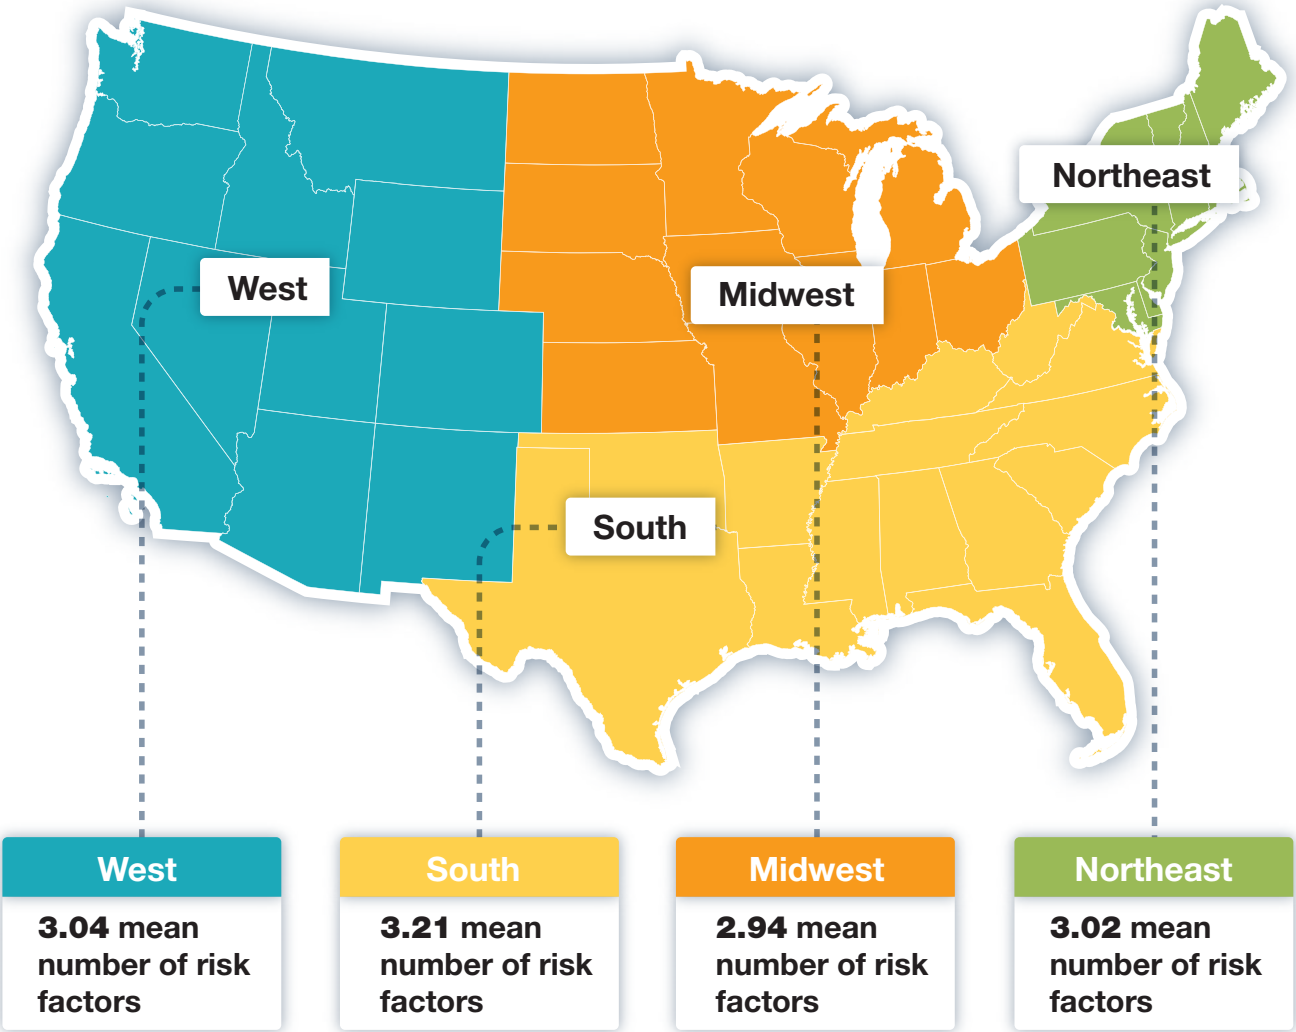 Northeast
West
Midwest
South
West
3.04 mean
number of risk
factors
South
3.21 mean
number of risk
factors
Midwest
2.94 mean
number of risk
factors
Northeast
3.02 mean
number of risk
factors